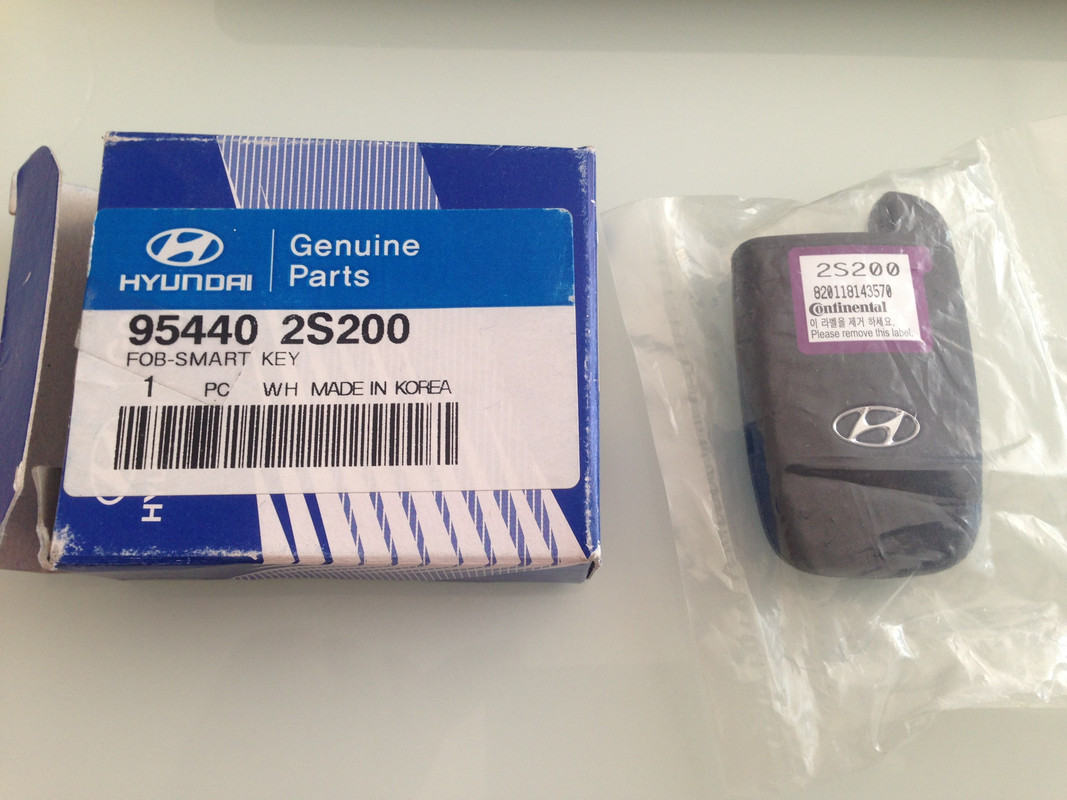 HYUNDAI
Genuine
Parts
95440 2S200
FOB-SMART KEY
1 PC WH MADE IN KOREA
2S200
820118143570
Continental
이 라벨을 제거 하세요.
Please remove this label.